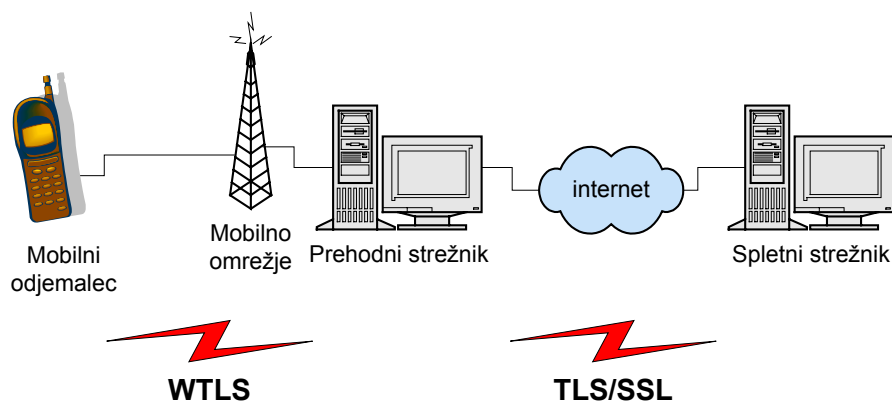 internet
Mobilni
odjemalec
Mobilno
omrežje
Prehodni strežnik
Spletni strežnik
WTLS
TLS/SSL